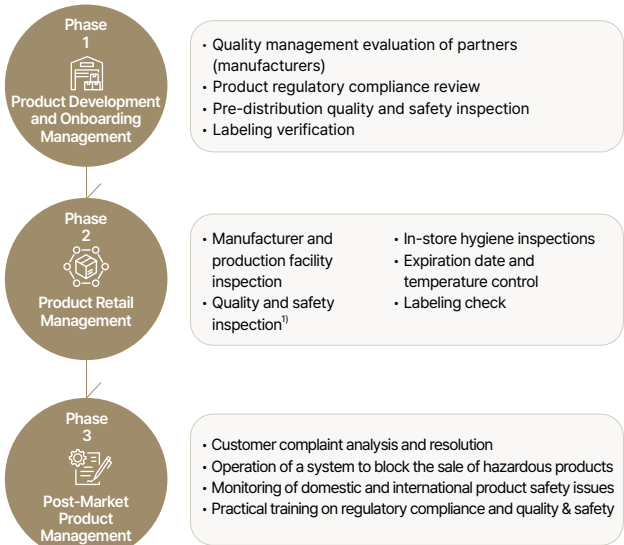 Phase
1
Product Development
and Onboarding
Management
• Quality management evaluation of partners
(manufacturers)
• Product regulatory compliance review
• Pre-distribution quality and safety inspection
• Labeling verification
Phase
2
Product Retail
Management
• Manufacturer and
production facility
inspection
• Quality and safety
inspection1)
• In-store hygiene inspections
• Expiration date and
temperature control
• Labeling check
Phase
3
Post-Market
Product
Management
• Customer complaint analysis and resolution
• Operation of a system to block the sale of hazardous products
• Monitoring of domestic and international product safety issues
• Practical training on regulatory compliance and quality & safety